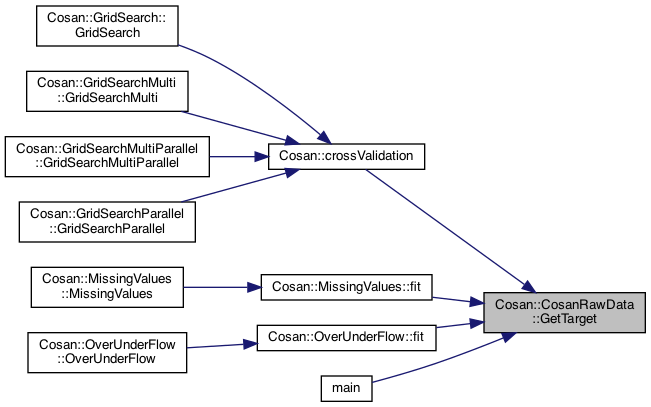 Cosan::GridSearch::
GridSearch
Cosan::GridSearchMulti
::GridSearchMulti
Cosan::GridSearchMultiParallel
::GridSearchMultiParallel
Cosan::GridSearchParallel
::GridSearchParallel
Cosan::crossValidation
Cosan::MissingValues
::MissingValues
Cosan::MissingValues::fit
Cosan::OverUnderFlow
::OverUnderFlow
Cosan::OverUnderFlow::fit
main
Cosan::CosanRawData
::GetTarget